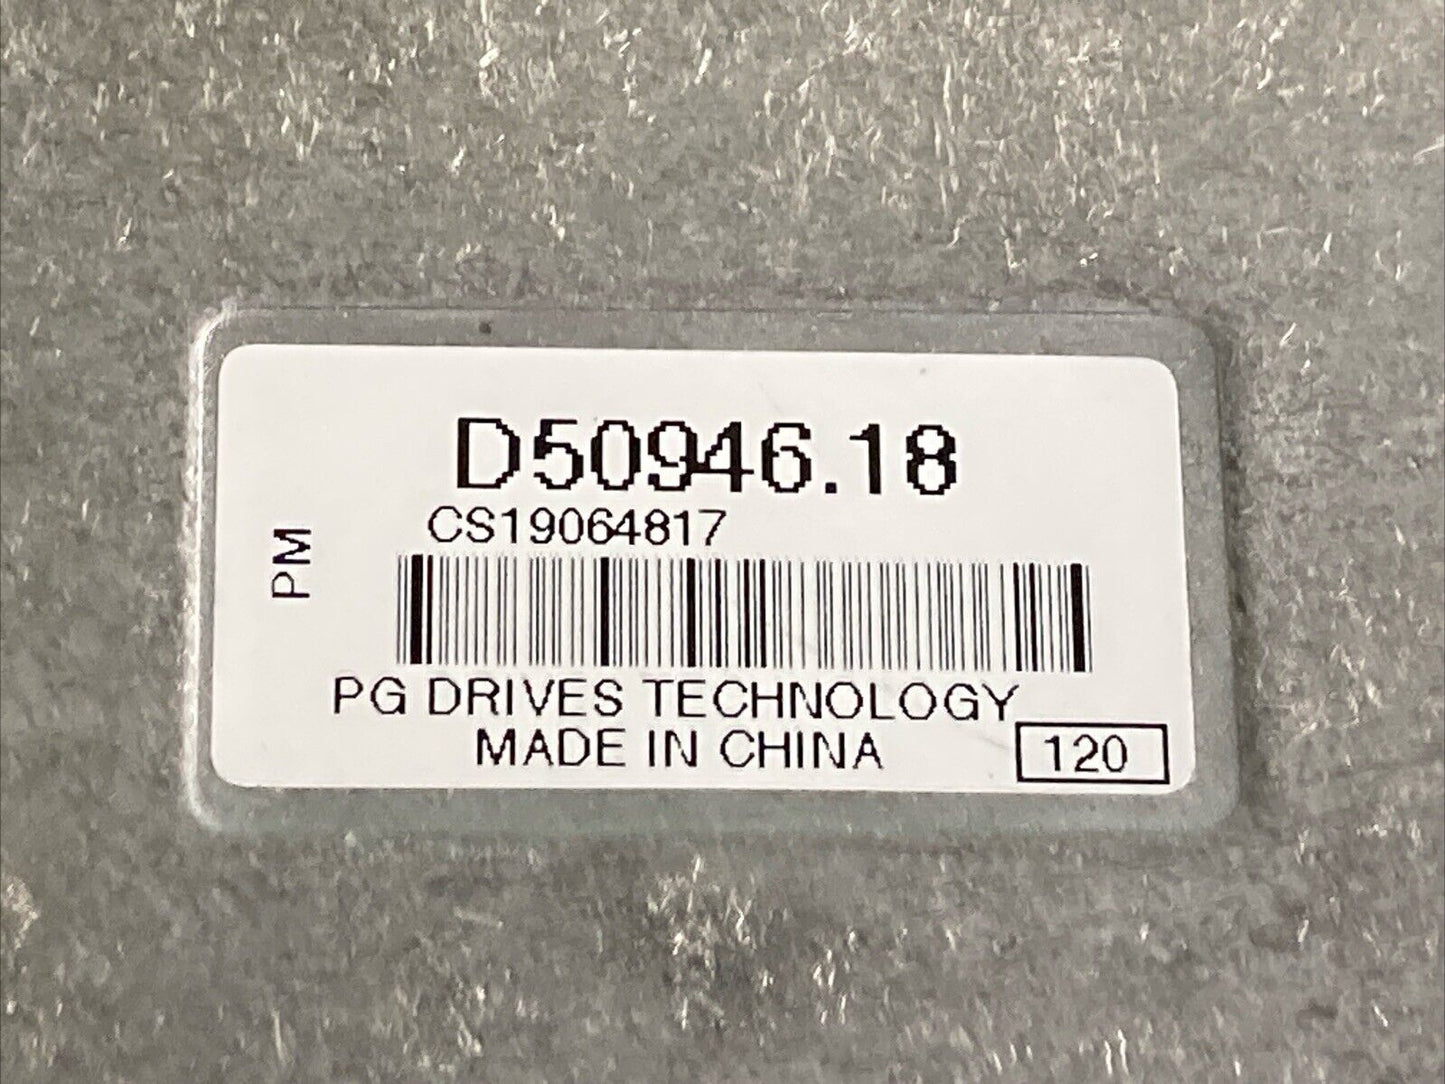 D50946.18
CS19064817
PM
PG DRIVES TECHNOLOGY
MADE IN CHINA
120